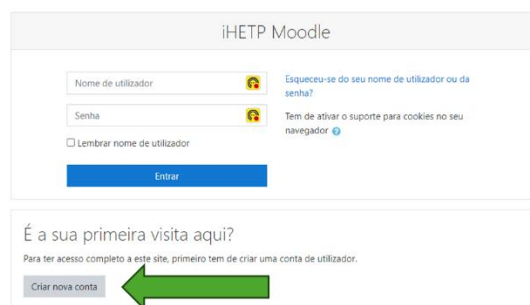 iHETP Moodle
Nome de utilizador
Senha
Lembrar nome de utilizador
Entrar
Esqueceu-se do seu nome de utilizador ou da
senha?
Tem de ativar o suporte para cookies no seu
navegador
É a sua primeira visita aqui?
Para ter acesso completo a este site, primeiro tem de criar uma conta de utilizador.
Criar nova conta